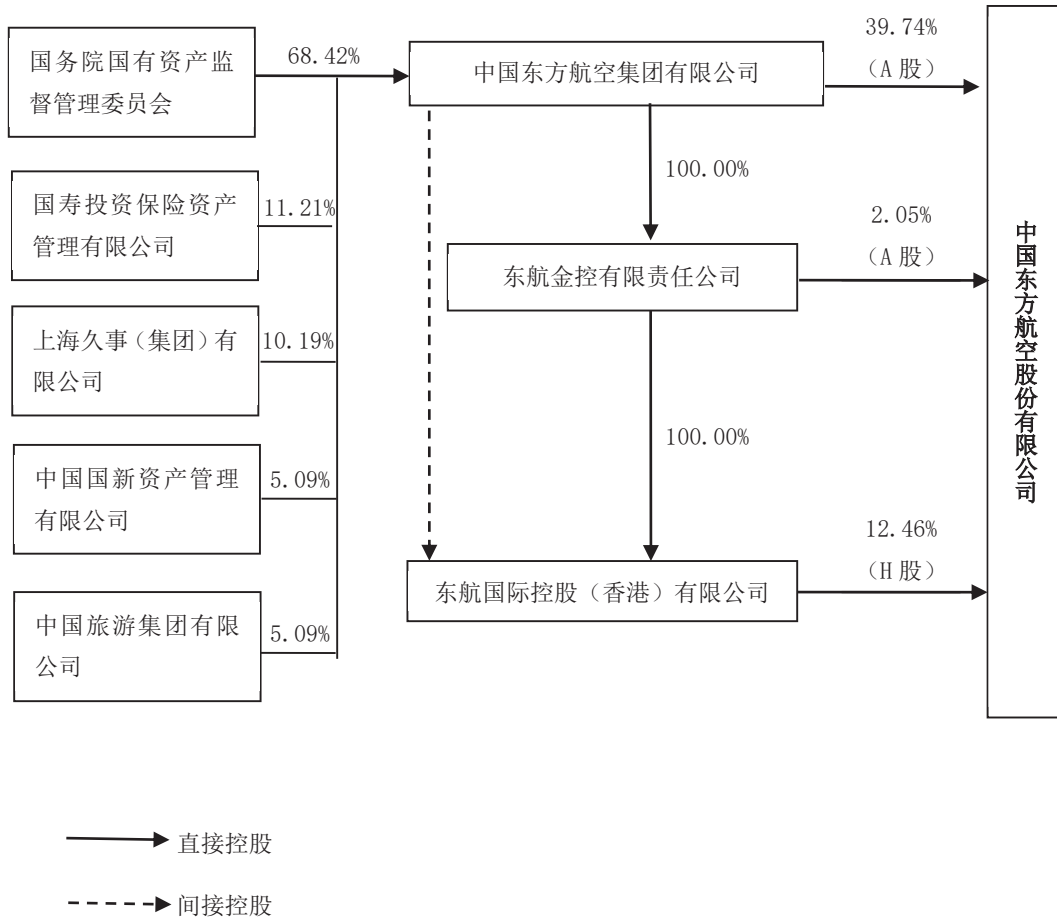 国务院国有资产监
督管理委员会
68.42%
中国东方航空集团有限公司
39.74%
（A 股）
国寿投资保险资产
管理有限公司
11.21%
100.00%
东航金控有限责任公司
2.05%
（A 股）
上海久事（集团）有
限公司
10.19%
100.00%
中国国新资产管理
有限公司
5.09%
东航国际控股（香港）有限公司
12.46%
（H 股）
中国旅游集团有限
公司
5.09%
中国东方航空股份有限公司
直接控股
间接控股